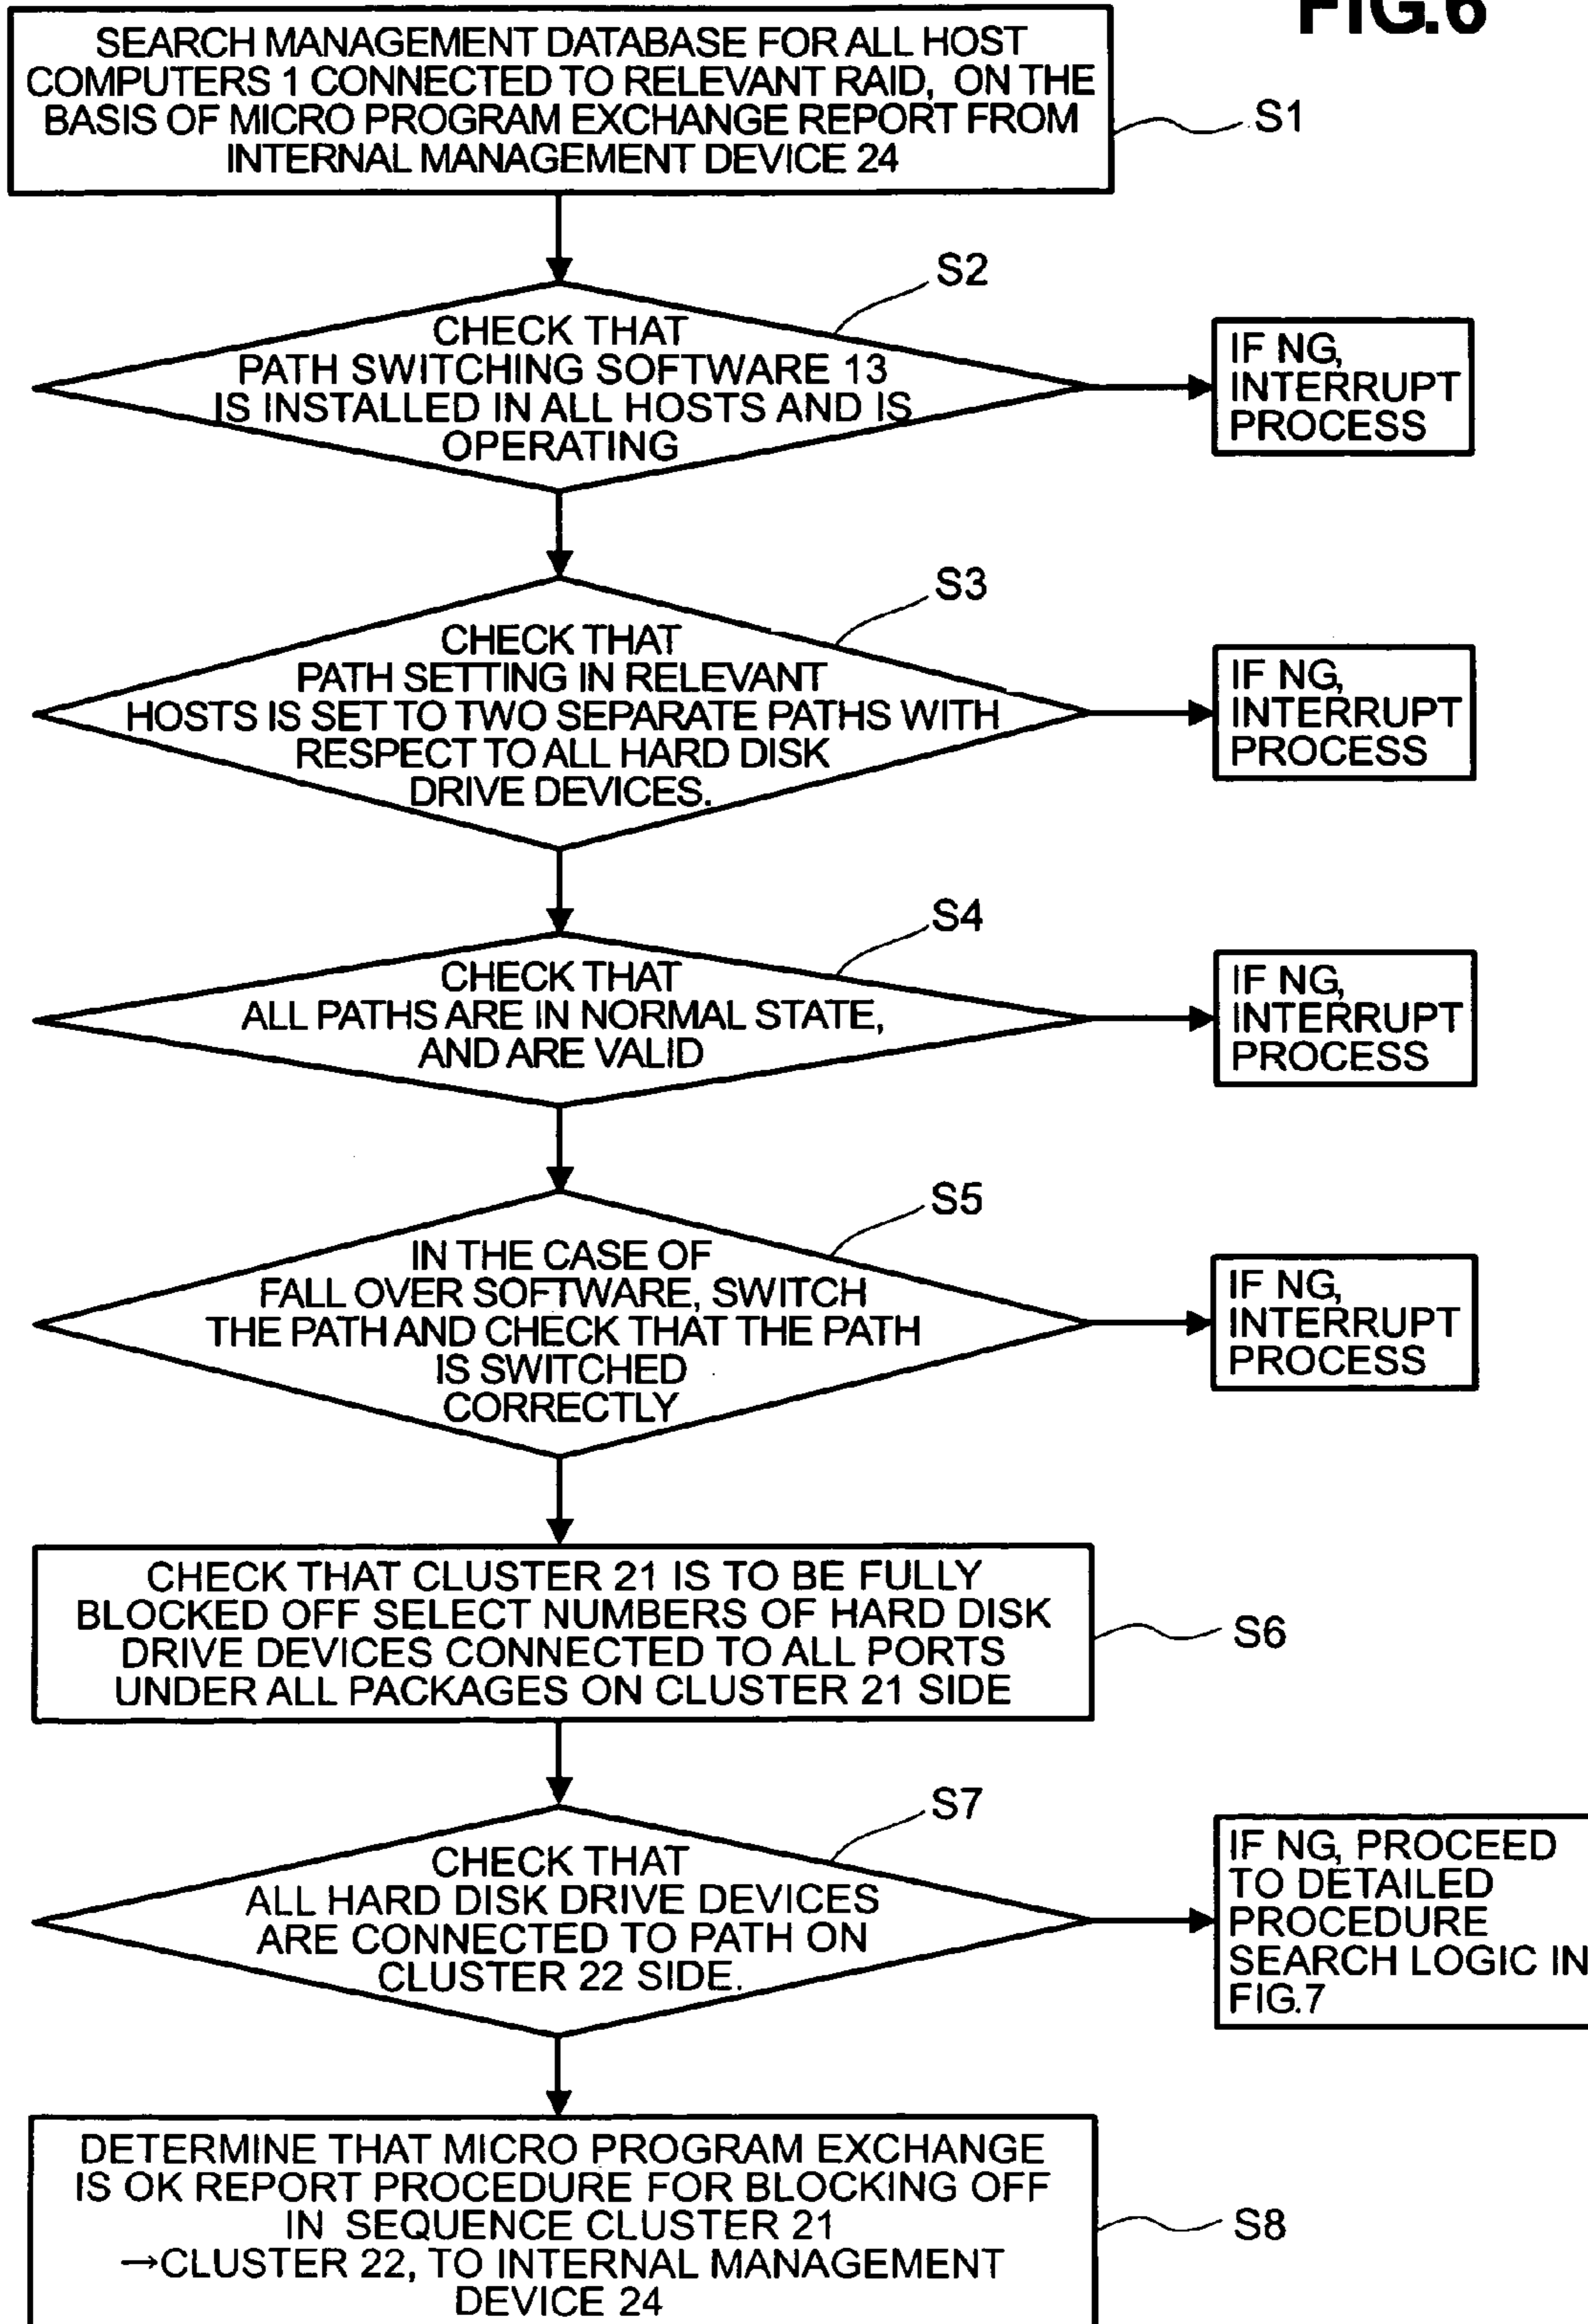 FIG.6
SEARCH MANAGEMENT DATABASE FOR ALL HOST
COMPUTERS 1 CONNECTED TO RELEVANT RAID, ON THE
BASIS OF MICRO PROGRAM EXCHANGE REPORT FROM
INTERNAL MANAGEMENT DEVICE 24
S1
S2
CHECK THAT
PATH SWITCHING SOFTWARE 13
IS INSTALLED IN ALL HOSTS AND IS
OPERATING
IF NG,
INTERRUPT
PROCESS
S3
CHECK THAT
PATH SETTING IN RELEVANT
HOSTS IS SET TO TWO SEPARATE PATHS WITH
RESPECT TO ALL HARD DISK
DRIVE DEVICES.
IF NG,
INTERRUPT
PROCESS
S4
CHECK THAT
ALL PATHS ARE IN NORMAL STATE,
AND ARE VALID
IF NG,
INTERRUPT
PROCESS
S5
IN THE CASE OF
FALL OVER SOFTWARE, SWITCH
THE PATH AND CHECK THAT THE PATH
IS SWITCHED
CORRECTLY
IF NG,
INTERRUPT
PROCESS
CHECK THAT CLUSTER 21 IS TO BE FULLY
BLOCKED OFF SELECT NUMBERS OF HARD DISK
DRIVE DEVICES CONNECTED TO ALL PORTS
UNDER ALL PACKAGES ON CLUSTER 21 SIDE
S6
S7
CHECK THAT
ALL HARD DISK DRIVE DEVICES
ARE CONNECTED TO PATH ON
CLUSTER 22 SIDE.
IF NG, PROCEED
TO DETAILED
PROCEDURE
SEARCH LOGIC IN
FIG.7
DETERMINE THAT MICRO PROGRAM EXCHANGE
IS OK REPORT PROCEDURE FOR BLOCKING OFF
IN SEQUENCE CLUSTER 21
→CLUSTER 22, TO INTERNAL MANAGEMENT
DEVICE 24
S8